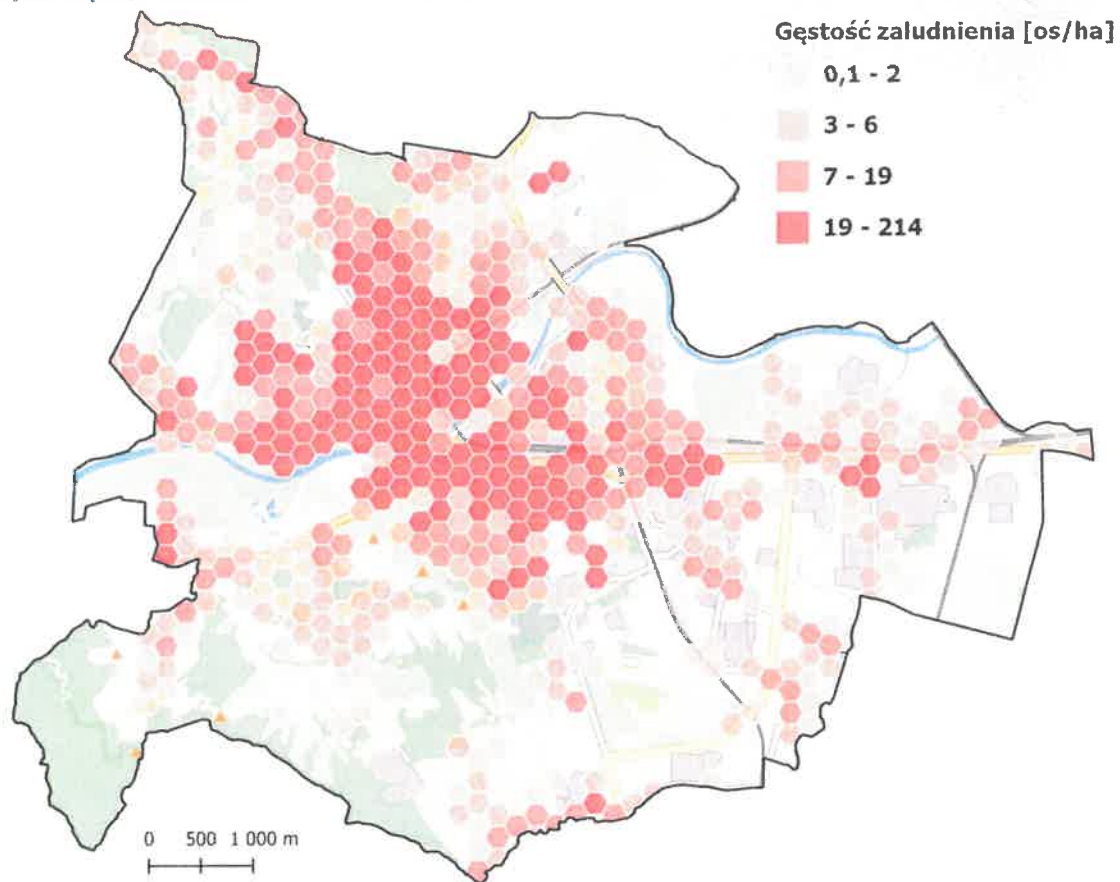 Gęstość zaludnienia [os/ha]
0,1 - 2
3 - 6
7 - 19
19 - 214
0 500 1 000 m